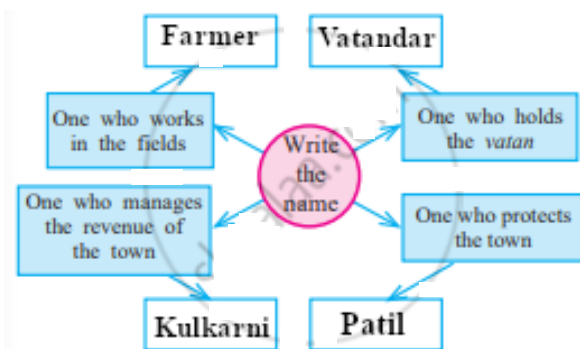 Farmer
Vatandar
One who works
in the fields
One who holds
the vatan
Write
the
name
One who manages
the revenue of
the town
One who protects
the town
Kulkarni
Patil